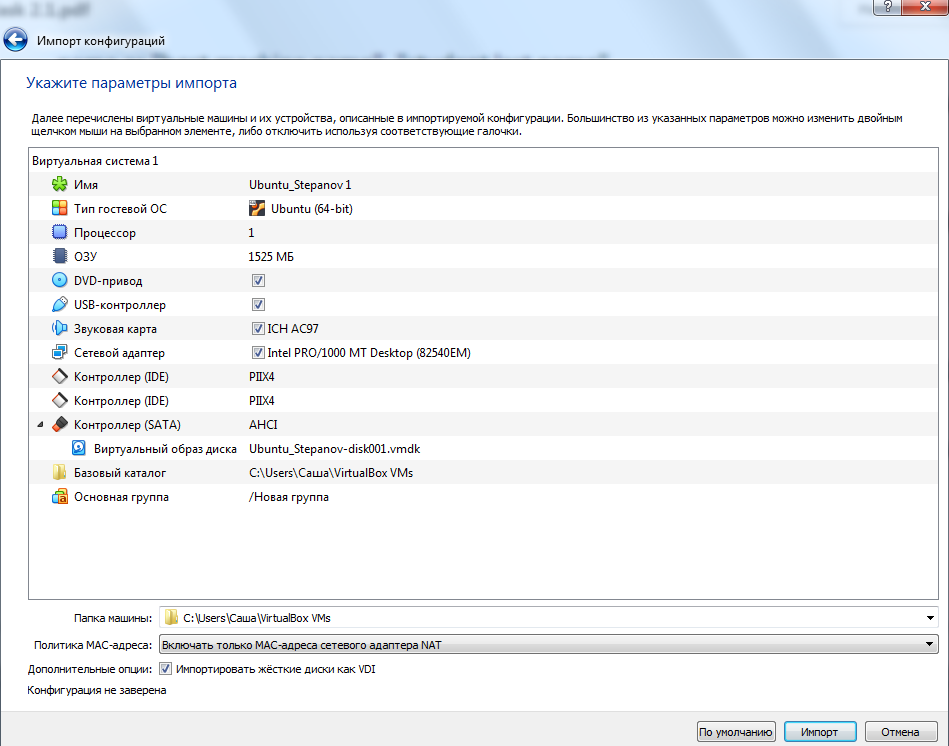 ?
Импорт конфигураций
Укажите параметры импорта
Далее перечислены виртуальные машины и их устройства, описанные в импортируемой конфигурации. Большинство из указанных параметров можно изменить двойным
щелчком мыши на выбранном элементе, либо отключить используя соответствующие галочки.
Виртуальная система 1
Имя Ubuntu_Stepanov 1
Тип гостевой ОС Ubuntu (64-bit)
Процессор 1
ОЗУ 1525 МБ
DVD-привод
USB-контроллер
Звуковая карта ICH AC97
Сетевой адаптер Intel PRO/1000 MT Desktop (82540EM)
Контроллер (IDE) PIIX4
Контроллер (IDE) PIIX4
Контроллер (SATA) AHCI
Виртуальный образ диска Ubuntu_Stepanov-disk001.vmdk
Базовый каталог C:\Users\Саша\VirtualBox VMs
Основная группа /Новая группа
Папка машины: C:\Users\Саша\VirtualBox VMs
Политика MAC-адреса: Включать только MAC-адреса сетевого адаптера NAT
Дополнительные опции: Импортировать жёсткие диски как VDI
Конфигурация не заверена
По умолчанию Импорт Отмена